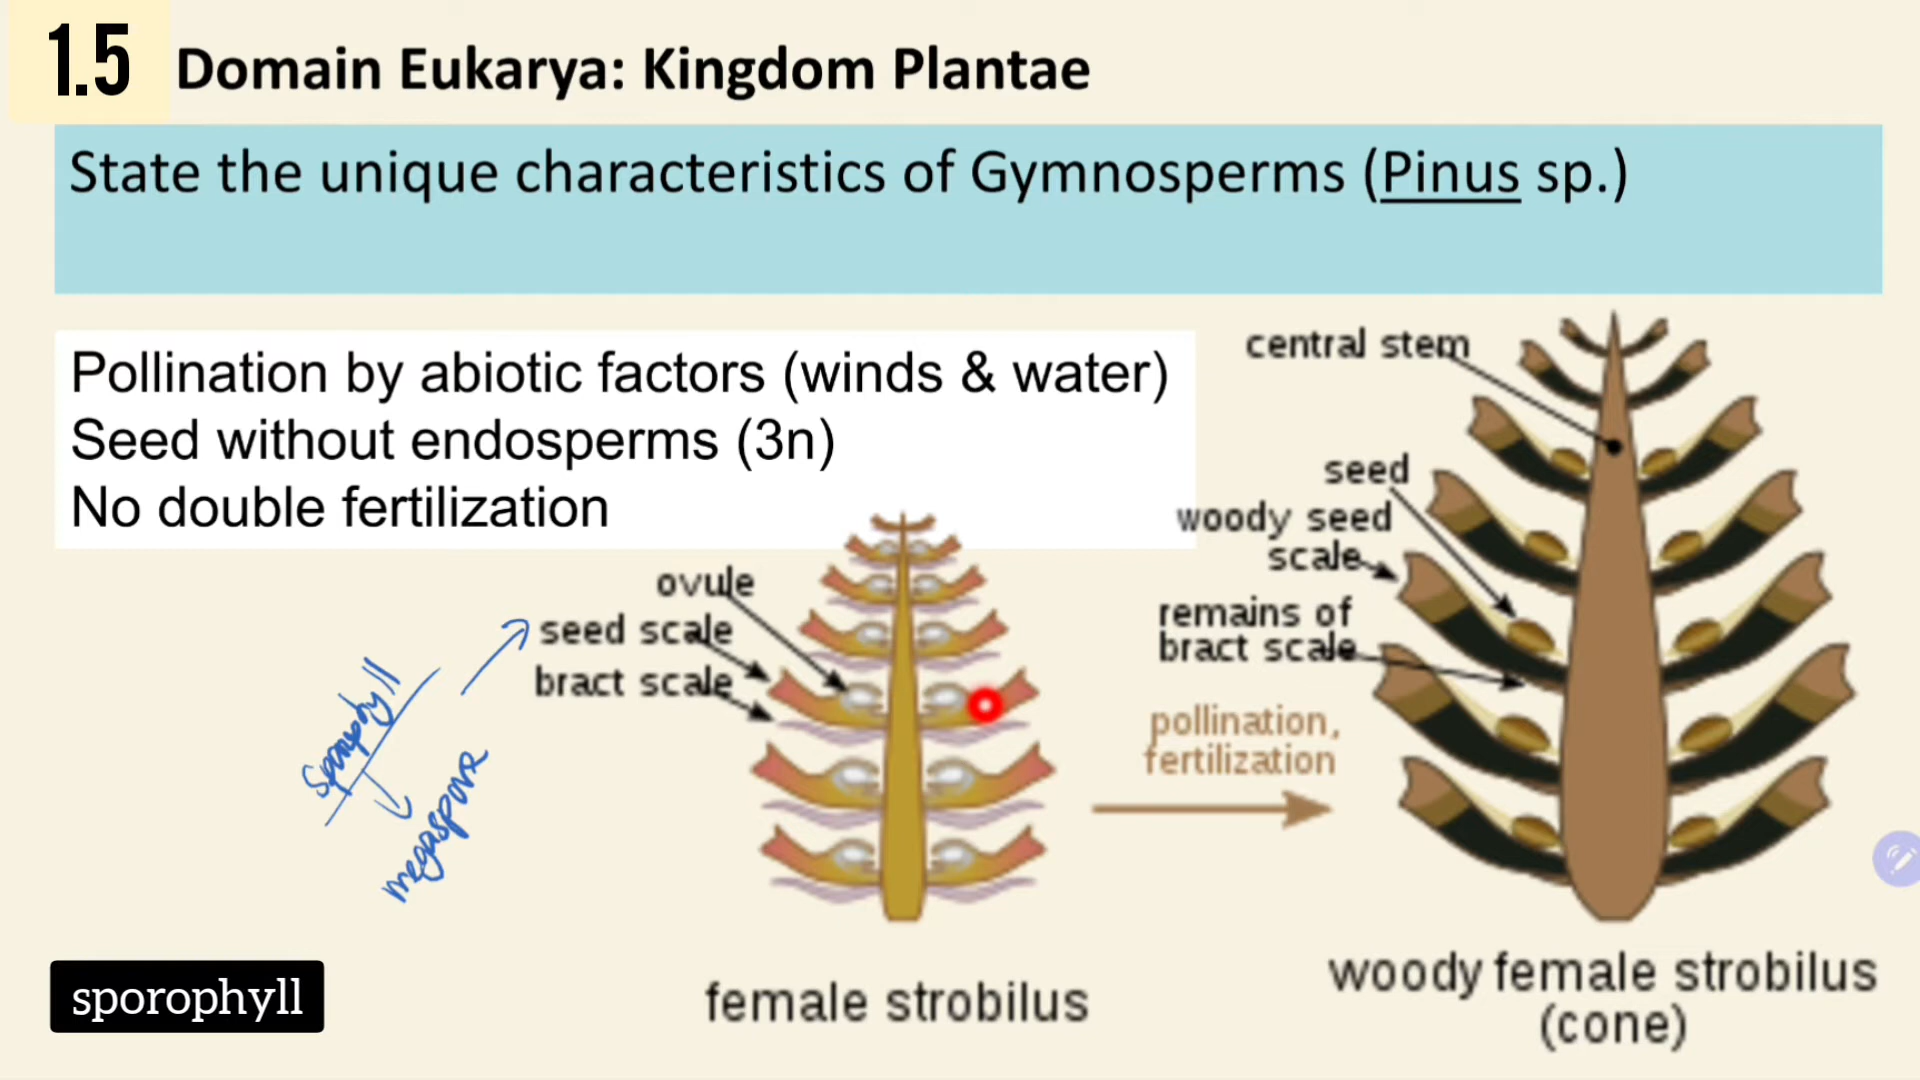 1.5 Domain Eukarya: Kingdom Plantae
State the unique characteristics of Gymnosperms (Pinus sp.)
Pollination by abiotic factors (winds & water)
Seed without endosperms (3n)
No double fertilization
central stem
seed
woody seed
scale
remains of
bract scale
ovule
seed scale
bract scale
pollination,
fertilization
sporophyll
megaspore
sporophyll
female strobilus
woody female strobilus
(cone)